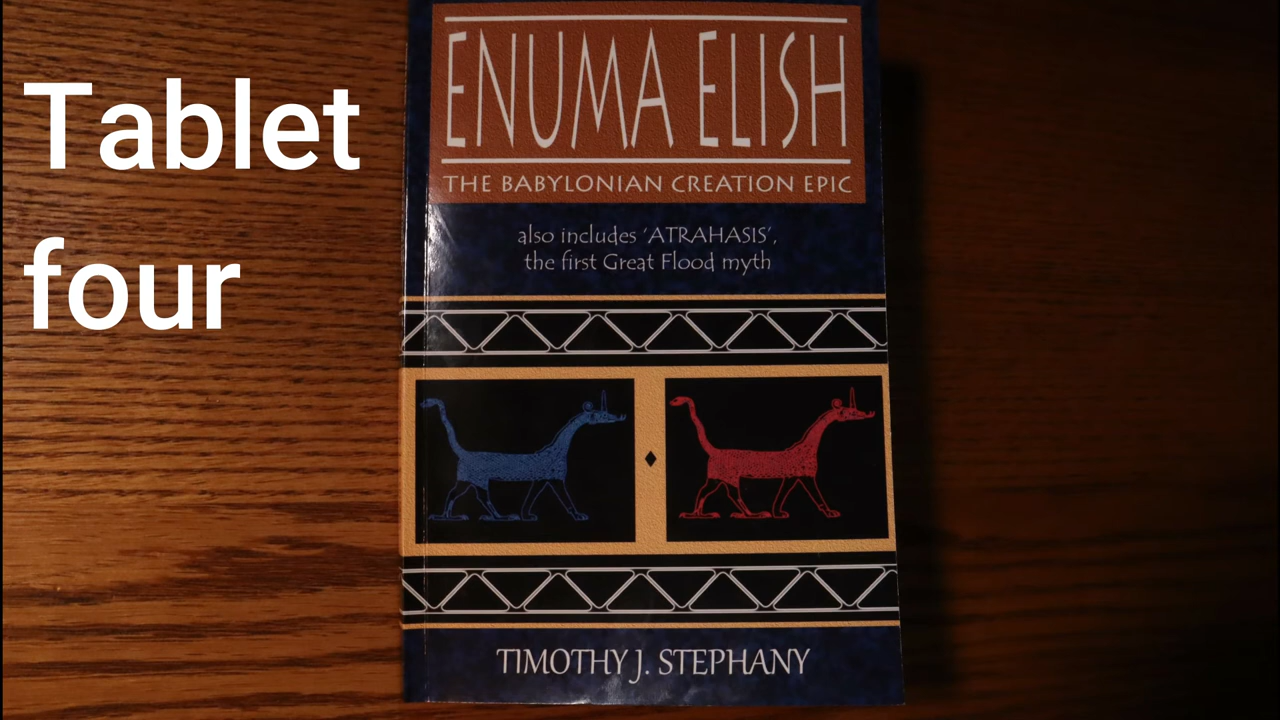 Tablet
four
ENUMA ELISH
THE BABYLONIAN CREATION EPIC
also includes 'ATRAHASIS',
the first Great Flood myth
TIMOTHY J. STEPHANY